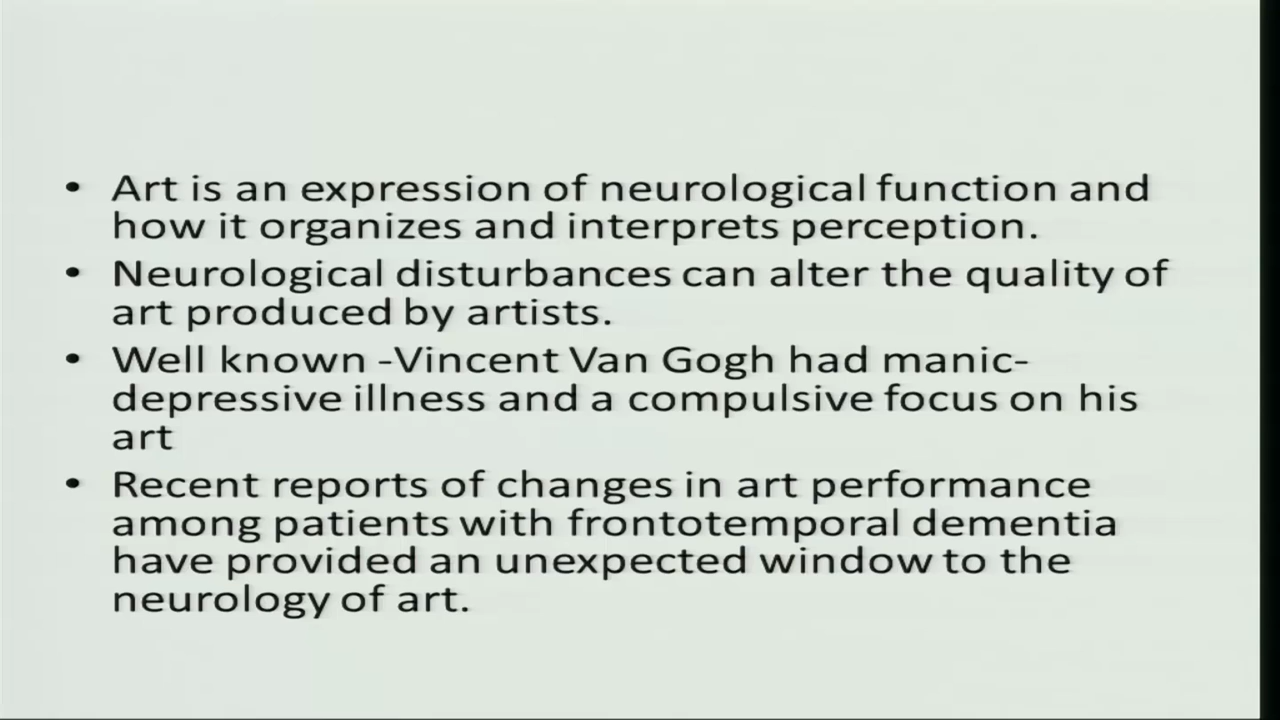 • Art is an expression of neurological function and
how it organizes and interprets perception.
• Neurological disturbances can alter the quality of
art produced by artists.
• Well known -Vincent Van Gogh had manic-
depressive illness and a compulsive focus on his
art
• Recent reports of changes in art performance
among patients with frontotemporal dementia
have provided an unexpected window to the
neurology of art.